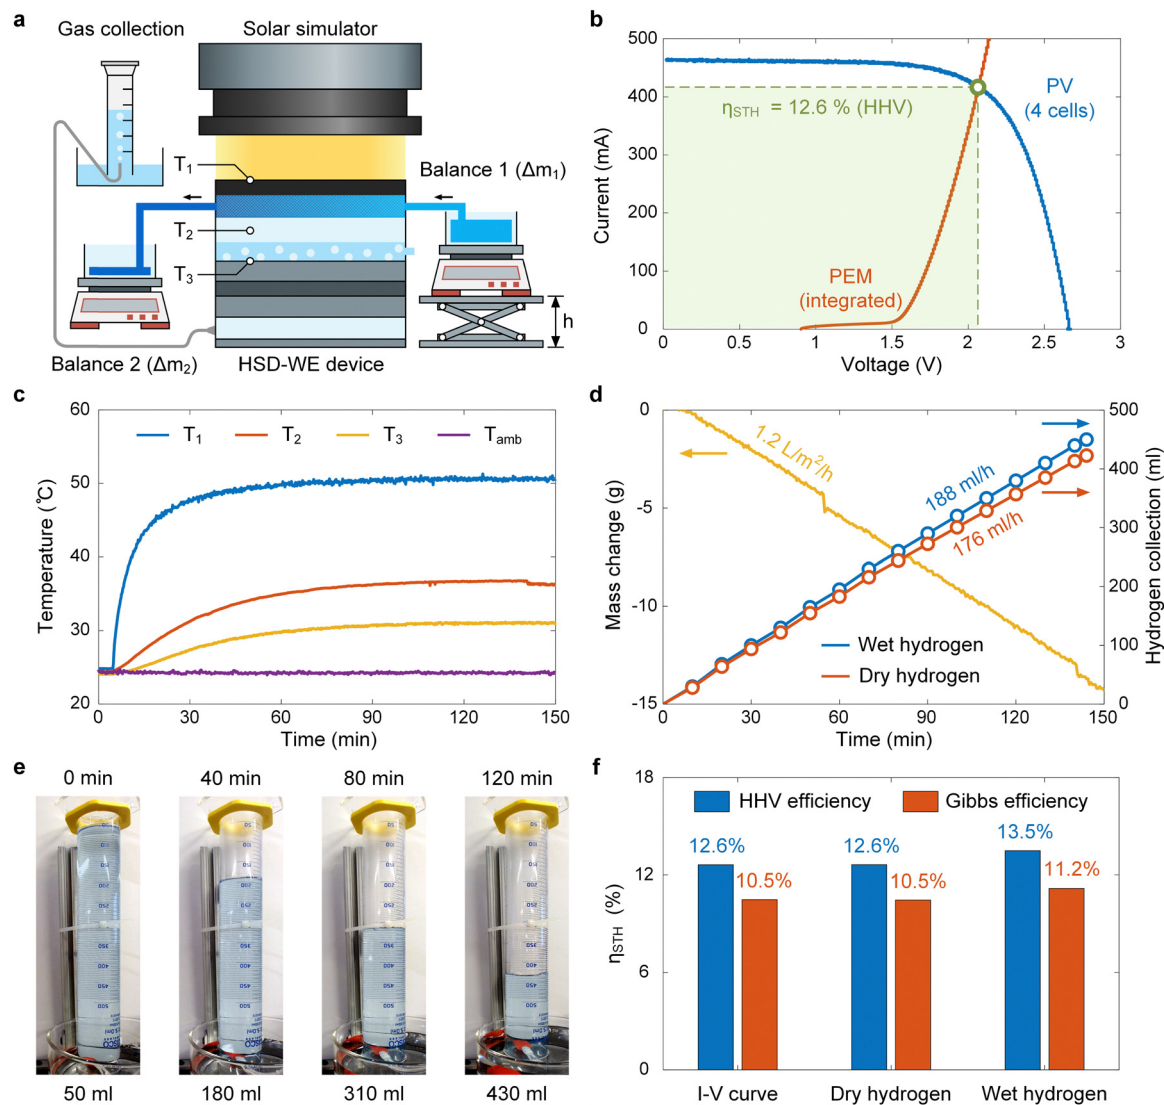 a
Gas collection
Solar simulator
T1
Balance 1 (Δm1)
T2
T3
h
Balance 2 (Δm2)
HSD-WE device
b
500
400
300
200
100
0
Current (mA)
ηSTH = 12.6 % (HHV)
PV
(4 cells)
PEM
(integrated)
0
0.5
1
1.5
2
2.5
3
Voltage (V)
c
60
50
40
30
20
Temperature (℃)
T1
T2
T3
Tamb
0
30
60
90
120
150
Time (min)
d
0
-5
-10
-15
Mass change (g)
1.2 L/m²/h
188 ml/h
176 ml/h
Wet hydrogen
Dry hydrogen
500
400
300
200
100
0
Hydrogen collection (ml)
0
30
60
90
120
150
Time (min)
e
0 min
40 min
80 min
120 min
50 ml
180 ml
310 ml
430 ml
f
18
12
6
0
ηSTH (%)
HHV efficiency
Gibbs efficiency
12.6%
10.5%
12.6%
10.5%
13.5%
11.2%
I-V curve
Dry hydrogen
Wet hydrogen